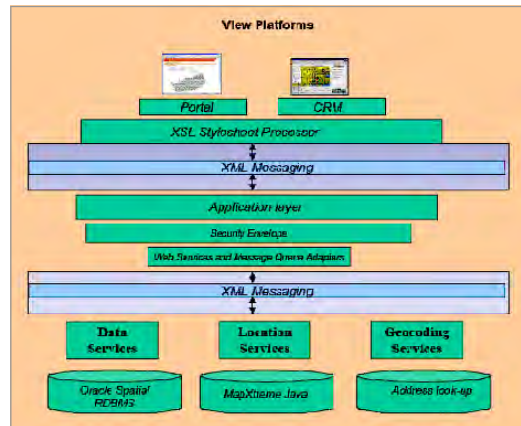 View Platforms
Portal
CRM
XSL Stylesheet Processor
XML Messaging
Application layer
Security Envelope
Web Services and Message Queue Adaptors
XML Messaging
Data
Services
Location
Services
Geocoding
Services
Oracle Spatial
RDBMS
MapXtreme Java
Address look-up